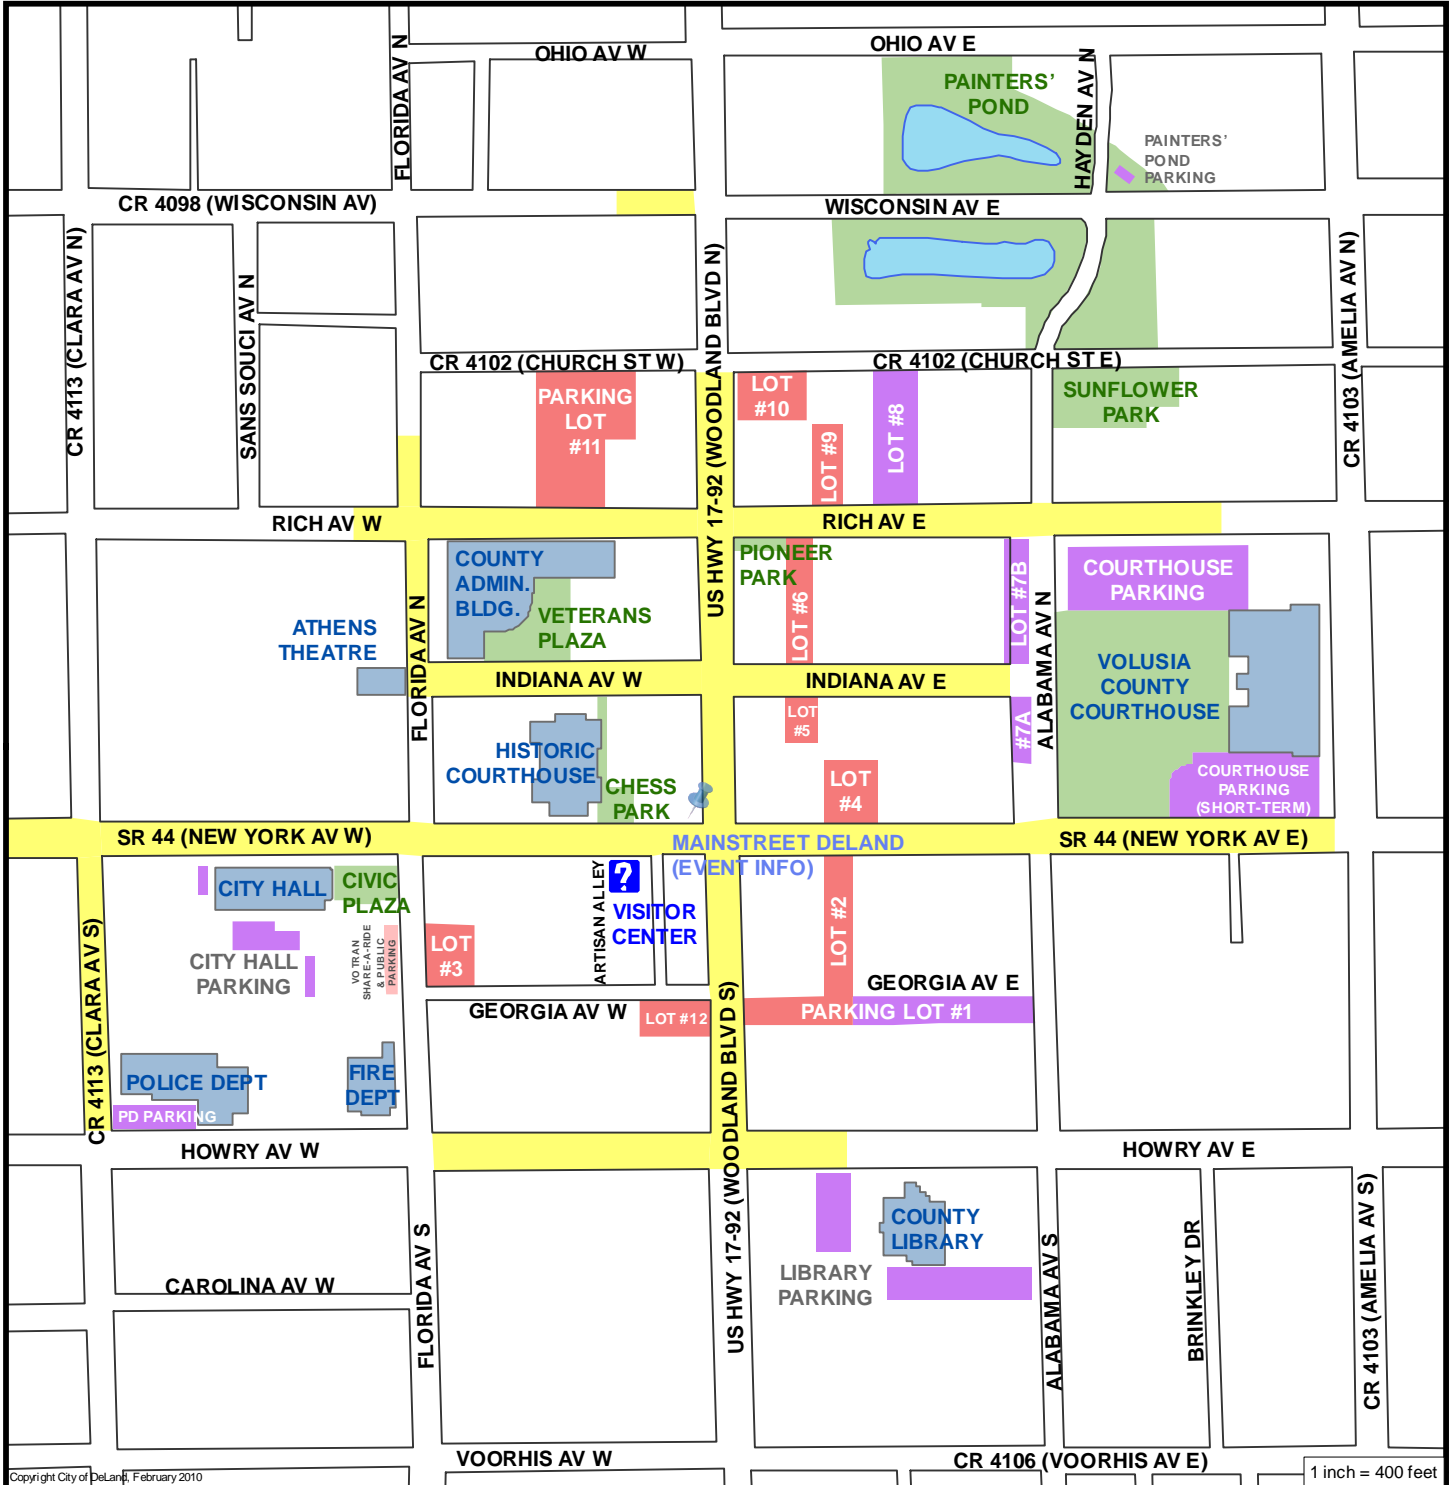 OHIO AV W
OHIO AV E
FLORIDA AV N
HAYDEN AV N
PAINTERS'
POND
PAINTERS'
POND
PARKING
CR 4098 (WISCONSIN AV)
WISCONSIN AV E
CR 4113 (CLARA AV N)
SANS SOUCI AV N
US HWY 17-92 (WOODLAND BLVD N)
CR 4103 (AMELIA AV N)
CR 4102 (CHURCH ST W)
CR 4102 (CHURCH ST E)
PARKING
LOT
#11
LOT
#10
LOT #9
LOT #8
SUNFLOWER
PARK
RICH AV W
RICH AV E
COUNTY
ADMIN.
BLDG.
VETERANS
PLAZA
PIONEER
PARK
LOT #6
LOT #7B
COURTHOUSE
PARKING
ATHENS
THEATRE
FLORIDA AV N
ALABAMA AV N
VOLUSIA
COUNTY
COURTHOUSE
INDIANA AV W
INDIANA AV E
LOT
#5
#7A
HISTORIC
COURTHOUSE
CHESS
PARK
LOT
#4
COURTHOUSE
PARKING
(SHORT-TERM)
SR 44 (NEW YORK AV W)
MAINSTREET DELAND
(EVENT INFO)
SR 44 (NEW YORK AV E)
CITY HALL
CIVIC
PLAZA
ARTISAN ALLEY
?
VISITOR
CENTER
LOT #2
LOT
#3
CITY HALL
PARKING
VOTRAN
SHARE-A-RIDE
& PUBLIC
PARKING
GEORGIA AV E
GEORGIA AV W
LOT #12
PARKING LOT #1
CR 4113 (CLARA AV S)
US HWY 17-92 (WOODLAND BLVD S)
POLICE DEPT
FIRE
DEPT
PD PARKING
HOWRY AV W
HOWRY AV E
COUNTY
LIBRARY
LIBRARY
PARKING
FLORIDA AV S
ALABAMA AV S
BRINKLEY DR
CR 4103 (AMELIA AV S)
CAROLINA AV W
VOORHIS AV W
CR 4106 (VOORHIS AV E)
Copyright City of DeLand, February 2010
1 inch = 400 feet